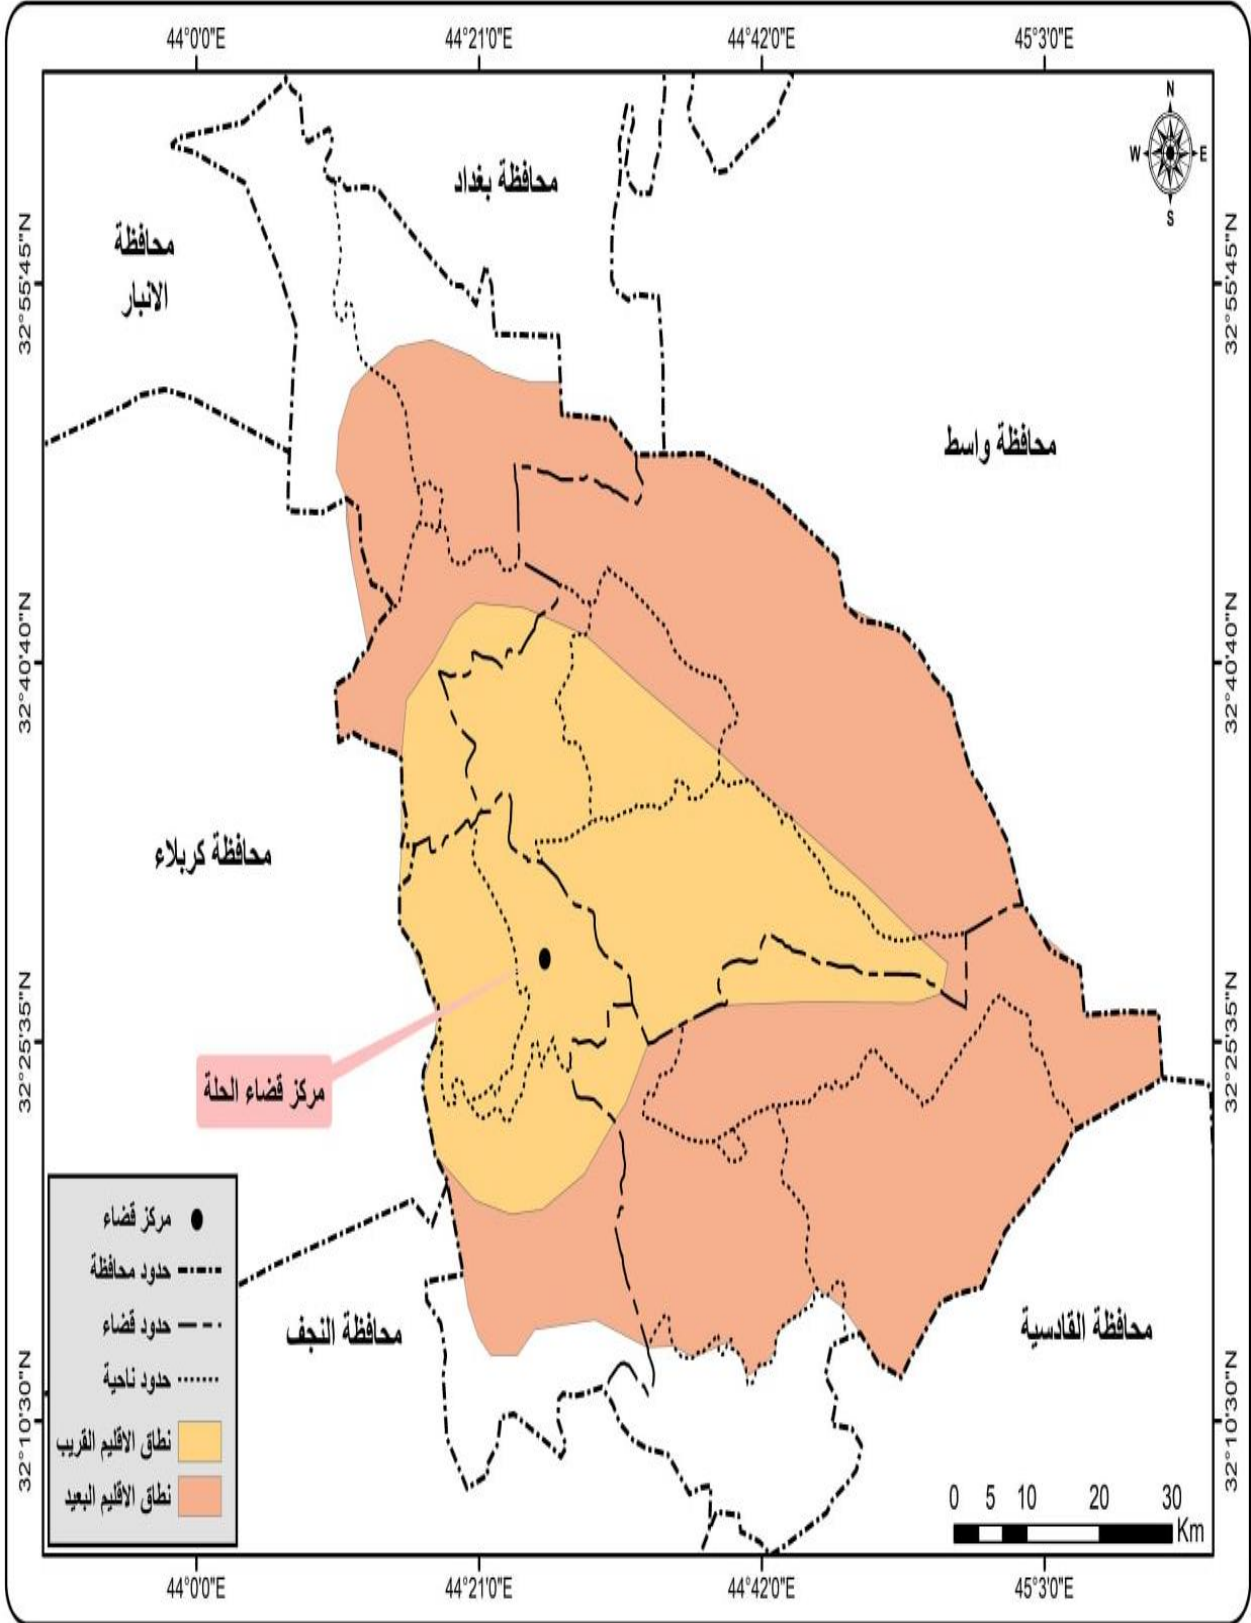 44°0'0"E
44°21'0"E
44°42'0"E
45°3'0"E
N
W
E
S
محافظة بغداد
محافظة
الانبار
32°55'45"N
32°55'45"N
محافظة واسط
32°40'40"N
32°40'40"N
محافظة كربلاء
32°25'35"N
32°25'35"N
مركز قضاء الحلة
محافظة النجف
محافظة القادسية
مركز قضاء
حدود محافظة
حدود قضاء
حدود ناحية
نطاق الاقليم القريب
نطاق الاقليم البعيد
32°10'30"N
32°10'30"N
0 5 10 20 30
Km
44°0'0"E
44°21'0"E
44°42'0"E
45°30'0"E